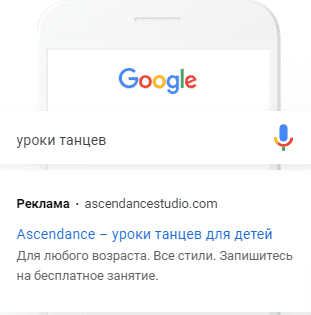 Google
уроки танцев
Реклама · ascendancestudio.com
Ascendance – уроки танцев для детей
Для любого возраста. Все стили. Запишитесь
на бесплатное занятие.